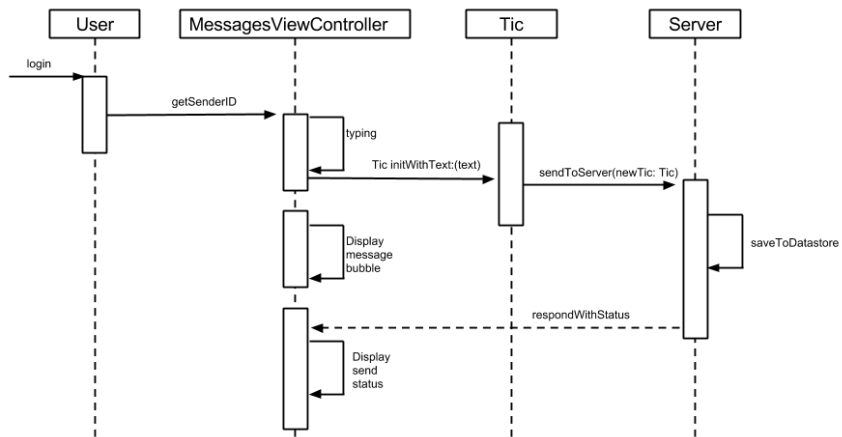 User
MessagesViewController
Tic
Server
login
getSenderID
typing
Tic initWithText:(text)
sendToServer(newTic: Tic)
Display
message
bubble
saveToDatastore
respondWithStatus
Display
send
status